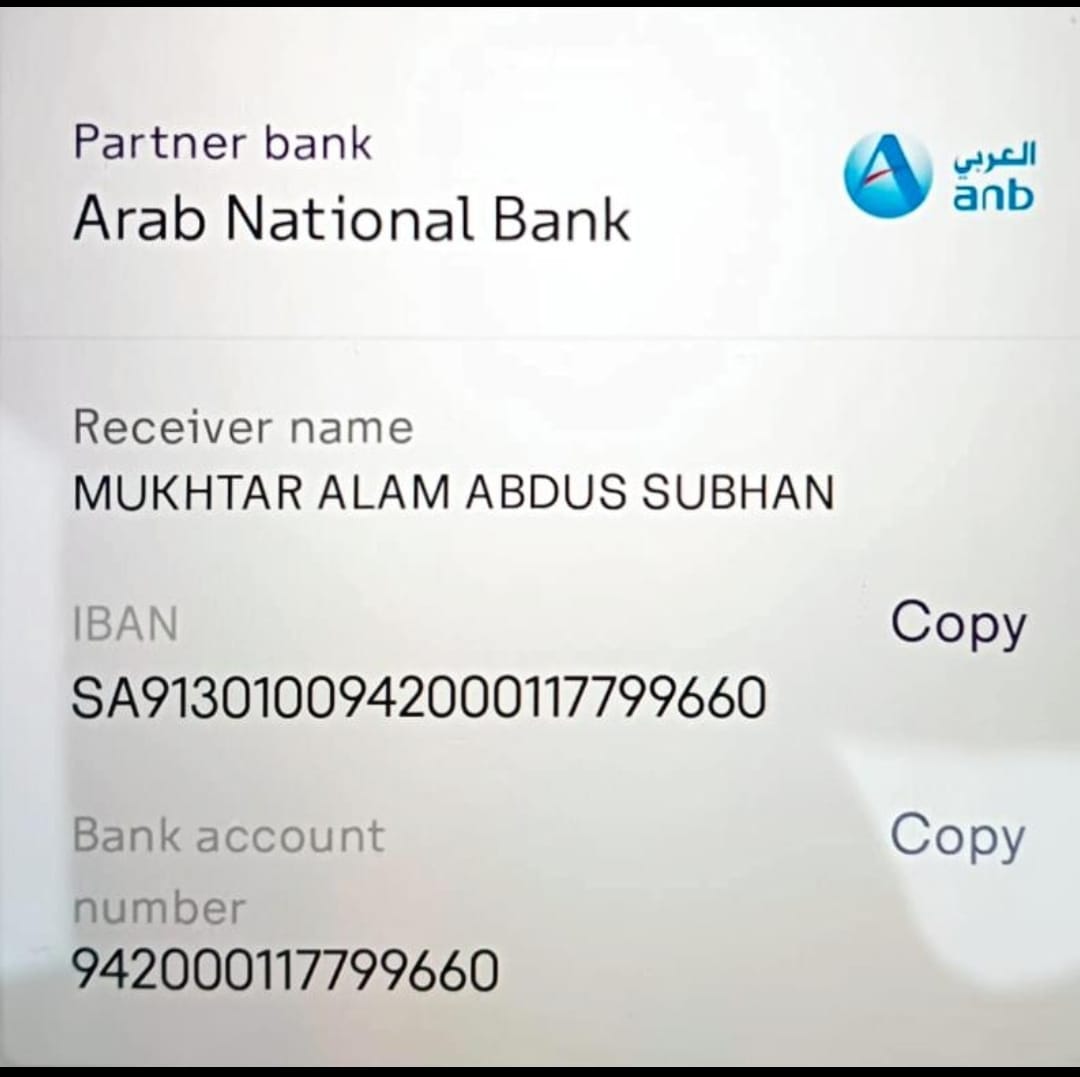 Partner bank
Arab National Bank
العربي
anb
Receiver name
MUKHTAR ALAM ABDUS SUBHAN
IBAN
Copy
SA9130100942000117799660
Bank account
number
Copy
942000117799660